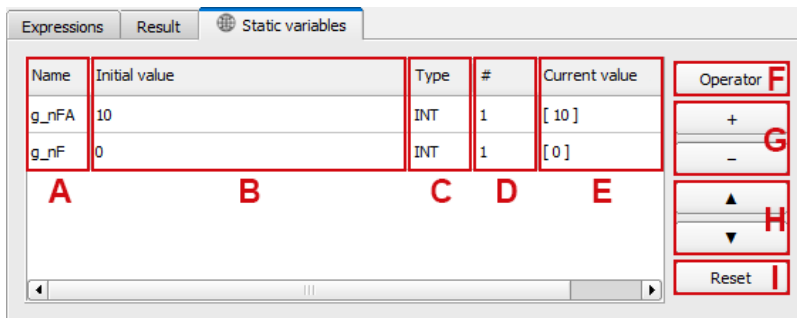 Expressions Result Static variables
Name Initial value Type # Current value Operator F
g_nFA 10 INT 1 [ 10 ] +
G
g_nF 0 INT 1 [ 0 ] –
A B C D E ▲
H
▼
Reset I